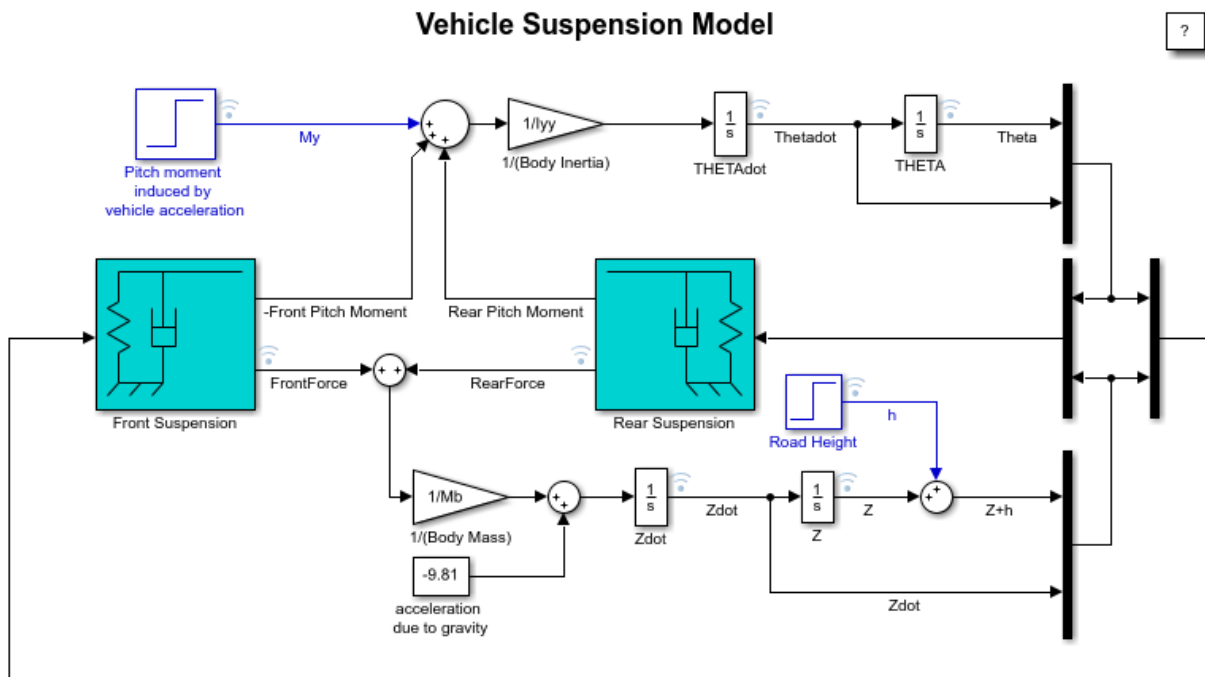 Vehicle Suspension Model
?
My
Pitch moment
induced by
vehicle acceleration
+
+
+
1/Iyy
1/(Body Inertia)
1
s
THETAdot
Thetadot
1
s
THETA
Theta
-Front Pitch Moment
Rear Pitch Moment
FrontForce
+ +
RearForce
Front Suspension
Rear Suspension
Road Height
h
1/Mb
1/(Body Mass)
+
+
1
s
Zdot
Zdot
1
s
Z
Z
+
+
Z+h
-9.81
acceleration
due to gravity
Zdot